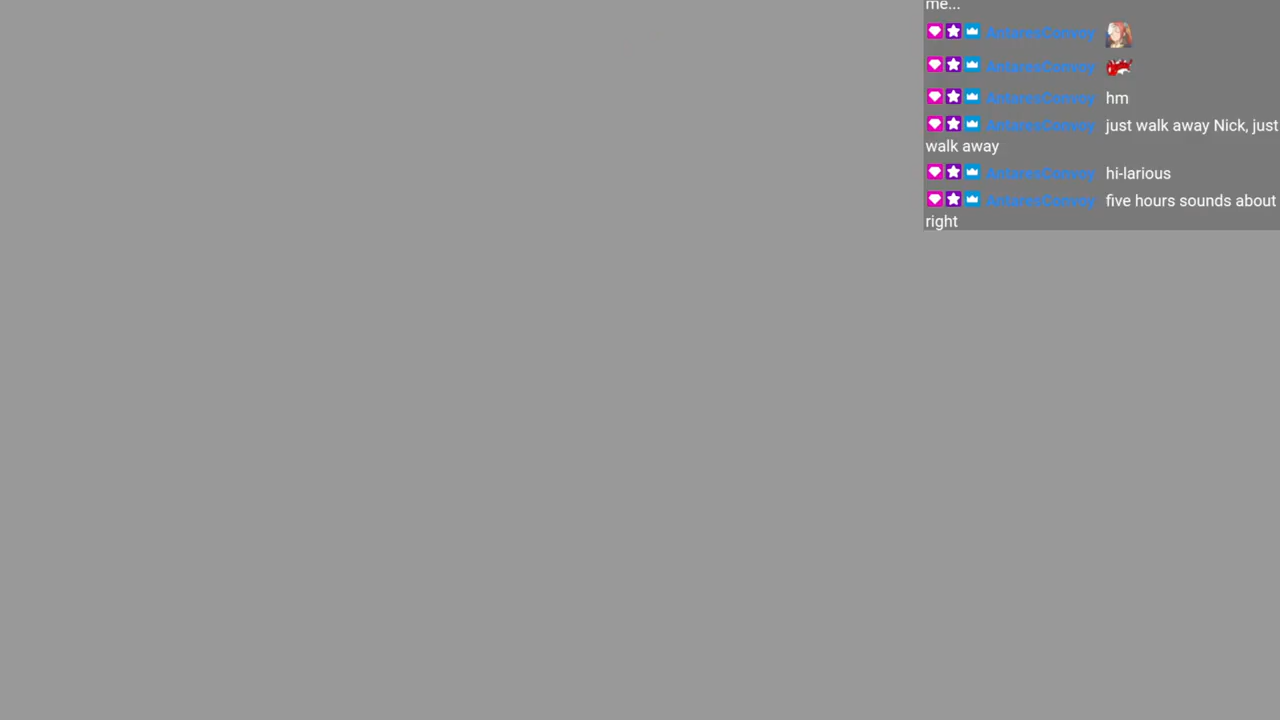 me...
AntaresConvoy
AntaresConvoy
AntaresConvoy hm
AntaresConvoy just walk away Nick, just
walk away
AntaresConvoy hi-larious
AntaresConvoy five hours sounds about
right